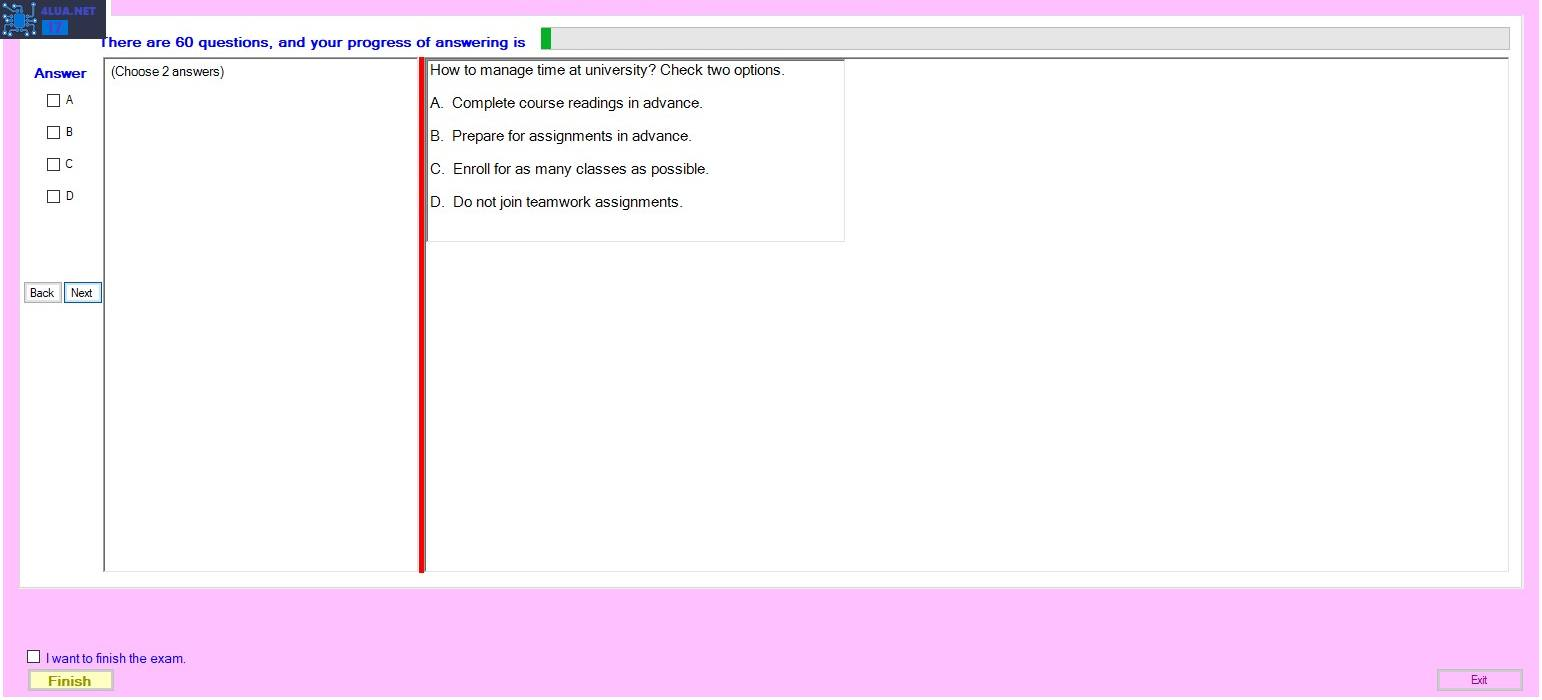 4LUA.NET
17
There are 60 questions, and your progress of answering is
Answer
(Choose 2 answers)
A
B
C
D
How to manage time at university? Check two options.
A. Complete course readings in advance.
B. Prepare for assignments in advance.
C. Enroll for as many classes as possible.
D. Do not join teamwork assignments.
Back Next
I want to finish the exam.
Finish
Exit